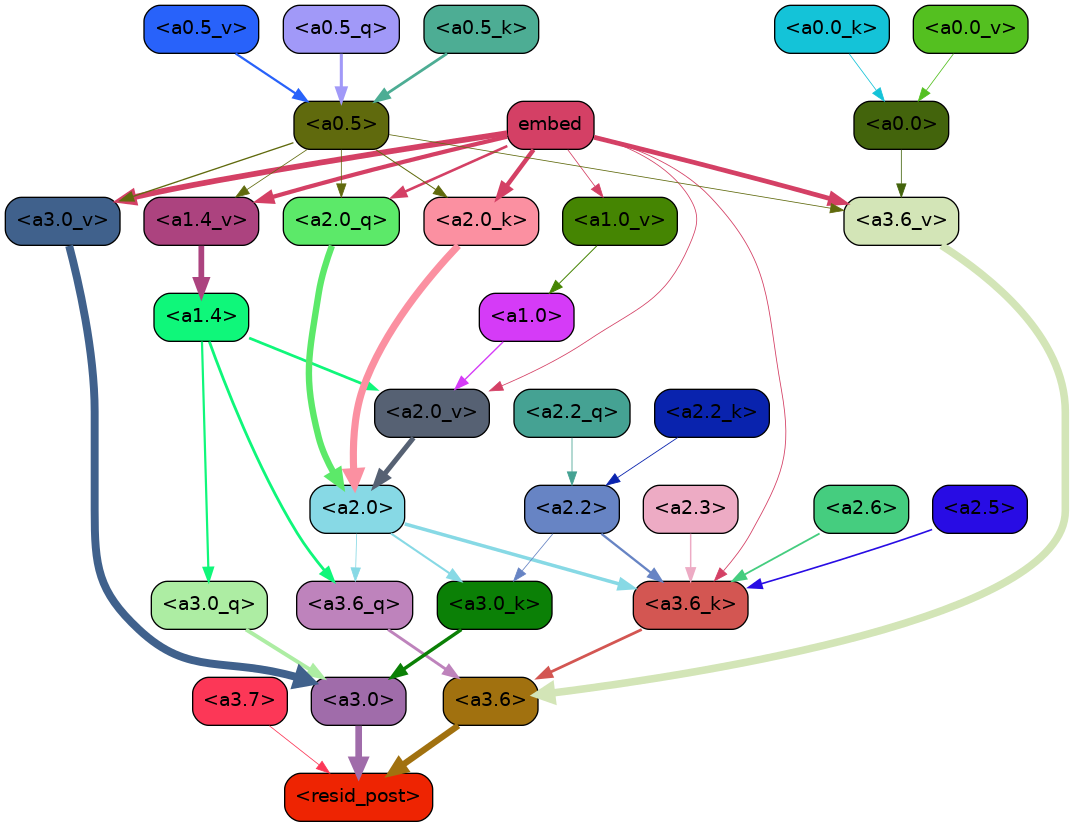 <a0.5_v> <a0.5_q> <a0.5_k> <a0.0_k> <a0.0_v>
<a0.5> embed <a0.0>
<a3.0_v> <a1.4_v> <a2.0_q> <a2.0_k> <a1.0_v> <a3.6_v>
<a1.4> <a1.0>
<a2.0_v> <a2.2_q> <a2.2_k>
<a2.0> <a2.2> <a2.3> <a2.6> <a2.5>
<a3.0_q> <a3.6_q> <a3.0_k> <a3.6_k>
<a3.7> <a3.0> <a3.6>
<resid_post>